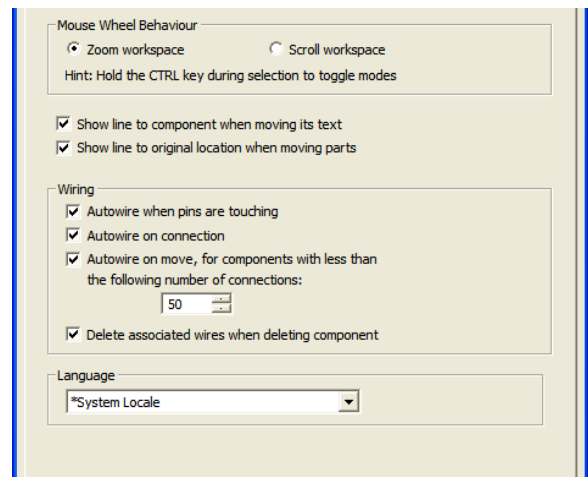 Mouse Wheel Behaviour
Zoom workspace
Scroll workspace
Hint: Hold the CTRL key during selection to toggle modes
Show line to component when moving its text
Show line to original location when moving parts
Wiring
Autowire when pins are touching
Autowire on connection
Autowire on move, for components with less than
the following number of connections:
50
Delete associated wires when deleting component
Language
*System Locale